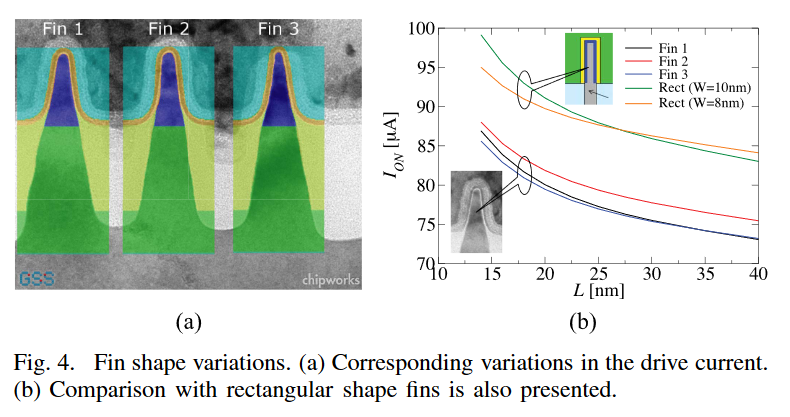 Fin 1 Fin 2 Fin 3
GSS chipworks
(a)
100
95
90
85
80
75
70
I_ON [μA]
Fin 1
Fin 2
Fin 3
Rect (W=10nm)
Rect (W=8nm)
10 15 20 25 30 35 40
L [nm]
(b)
Fig. 4. Fin shape variations. (a) Corresponding variations in the drive current.
(b) Comparison with rectangular shape fins is also presented.